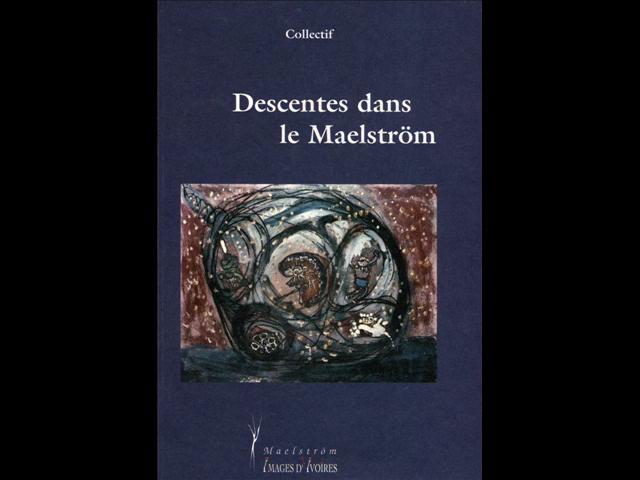 Collectif
Descentes dans
le Maelström
Maelström
IMAGES D'IVOIRES